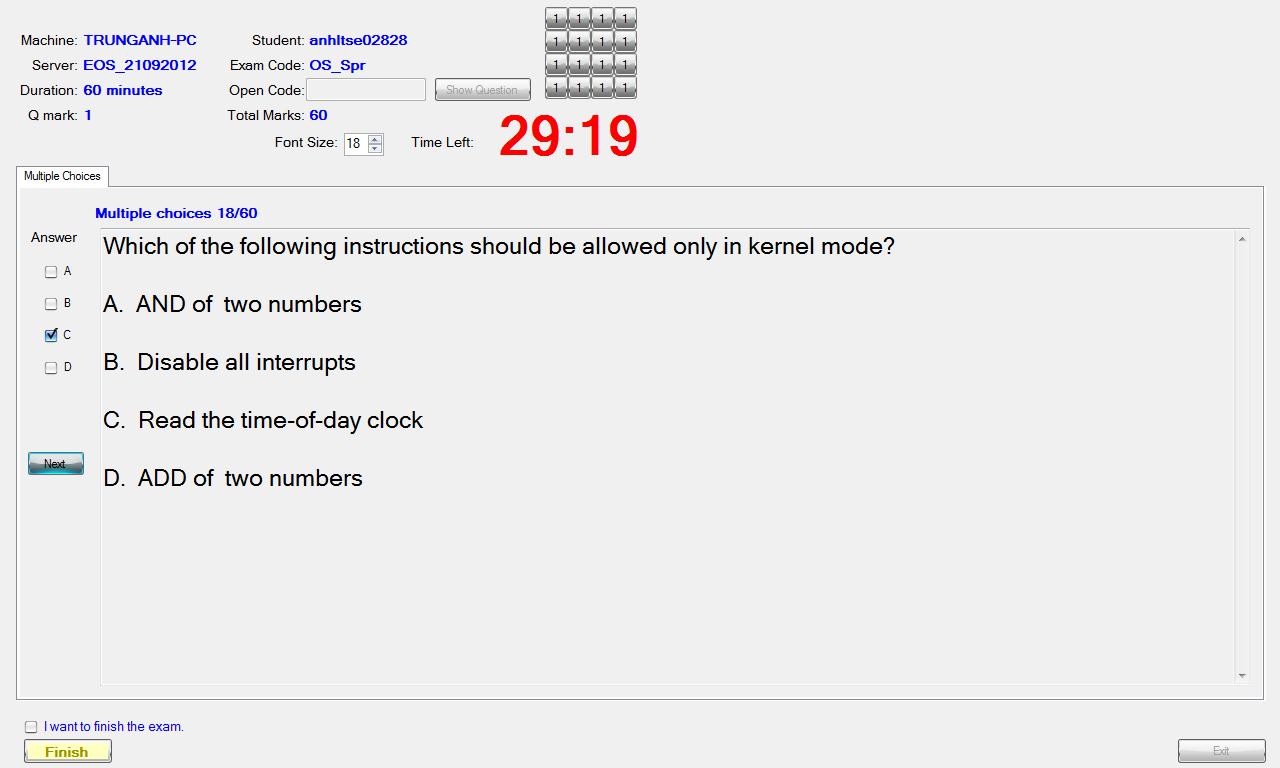 Machine: TRUNGANH-PC Student: anhltse02828
Server: EOS_21092012 Exam Code: OS_Spr
Duration: 60 minutes Open Code: Show Question
Q mark: 1 Total Marks: 60
1 1 1 1
1 1 1 1
1 1 1 1
1 1 1 1
Font Size: 18 Time Left: 29:19
Multiple Choices
Multiple choices 18/60
Answer
A
B
C
D
Next
Which of the following instructions should be allowed only in kernel mode?
A. AND of two numbers
B. Disable all interrupts
C. Read the time-of-day clock
D. ADD of two numbers
I want to finish the exam.
Finish
Exit